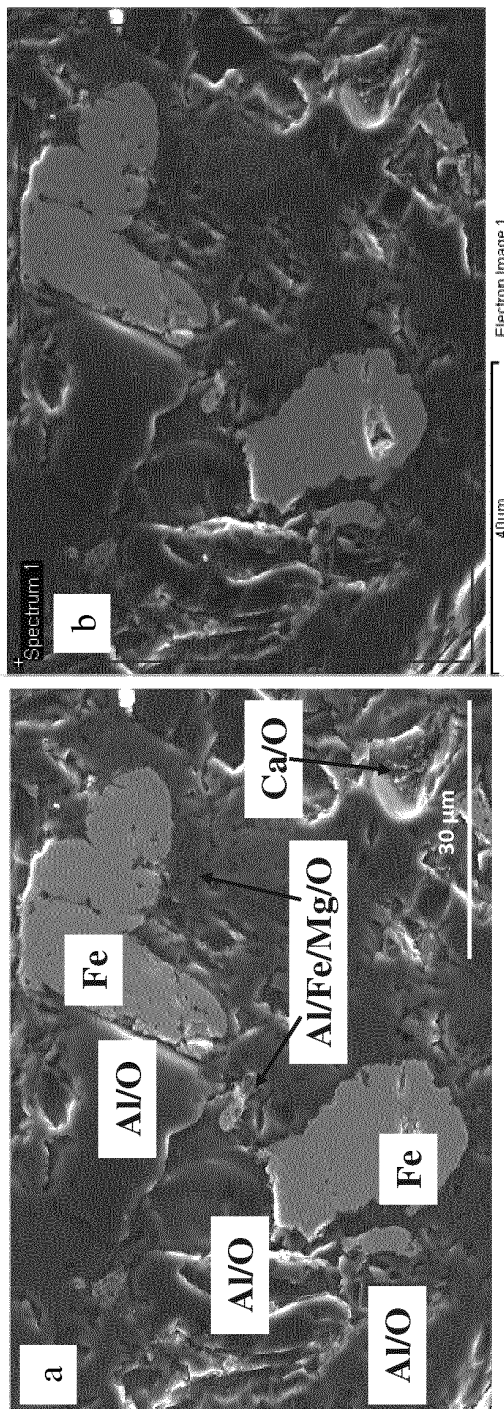 a
Fe
Al/O
Al/O
Al/O
Al/Fe/Mg/O
Ca/O
Fe
30 µm
b
Spectrum 1
40µm
Electron Image 1